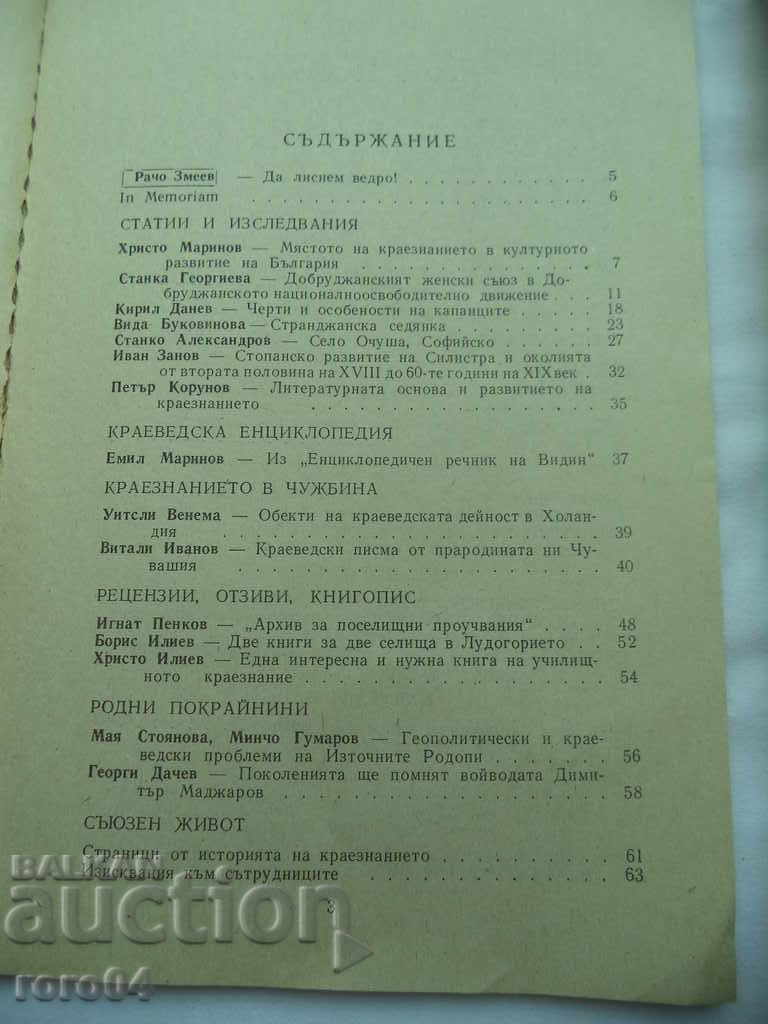 СЪДЪРЖАНИЕ
Рачо Змеев — Да лиснем ведро! . . . . . . . . . . . . 5
In Memoriam . . . . . . . . . . . . . . . . 6
СТАТИИ И ИЗСЛЕДВАНИЯ
Христо Маринов — Мястото на краезнанието в културното
развитие на България . . . . . . . . . . . . 7
Станка Георгиева — Добруджанският женски съюз в До-
бруджанското националноосвободително движение . . . 11
Кирил Данев — Черти и особености на капанците . . . . . 18
Вида Буковинова — Странджанска седянка . . . . . . . . 23
Станко Александров — Село Очуша, Софийско . . . . . . 27
Иван Занов — Стопанско развитие на Силистра и околията
от втората половина на XVIII до 60-те години на XIX век . 32
Петър Корунов — Литературната основа и развитието на
краезнанието . . . . . . . . . . . . . . 35
КРАЕВЕДСКА ЕНЦИКЛОПЕДИЯ
Емил Маринов — Из „Енциклопедичен речник на Видин“ 37
КРАЕЗНАНИЕТО В ЧУЖБИНА
Уитсли Венема — Обекти на краеведската дейност в Холан-
дия . . . . . . . . . . . . . . . . . 39
Витали Иванов — Краеведски писма от прародината ни Чу-
вашия . . . . . . . . . . . . . . . . 40
РЕЦЕНЗИИ, ОТЗИВИ, КНИГОПИС
Игнат Пенков — „Архив за поселищни проучвания“ . . . . 48
Борис Илиев — Две книги за две селища в Лудогорието . . 52
Христо Илиев — Една интересна и нужна книга на училищ-
ното краезнание . . . . . . . . . . . . . . 54
РОДНИ ПОКРАЙНИНИ
Мая Стоянова, Минчо Гумаров — Геополитически и крае-
ведски проблеми на Източните Родопи . . . . . . . 56
Георги Дачев — Поколенията ще помнят войводата Дими-
тър Маджаров . . . . . . . . . . . . . . . 58
СЪЮЗЕН ЖИВОТ
Страници от историята на краезнанието . . . . . . . . . 61
Изисквания към сътрудниците . . . . . . . . . . . . 63
3
BALKAN
auction
roro04